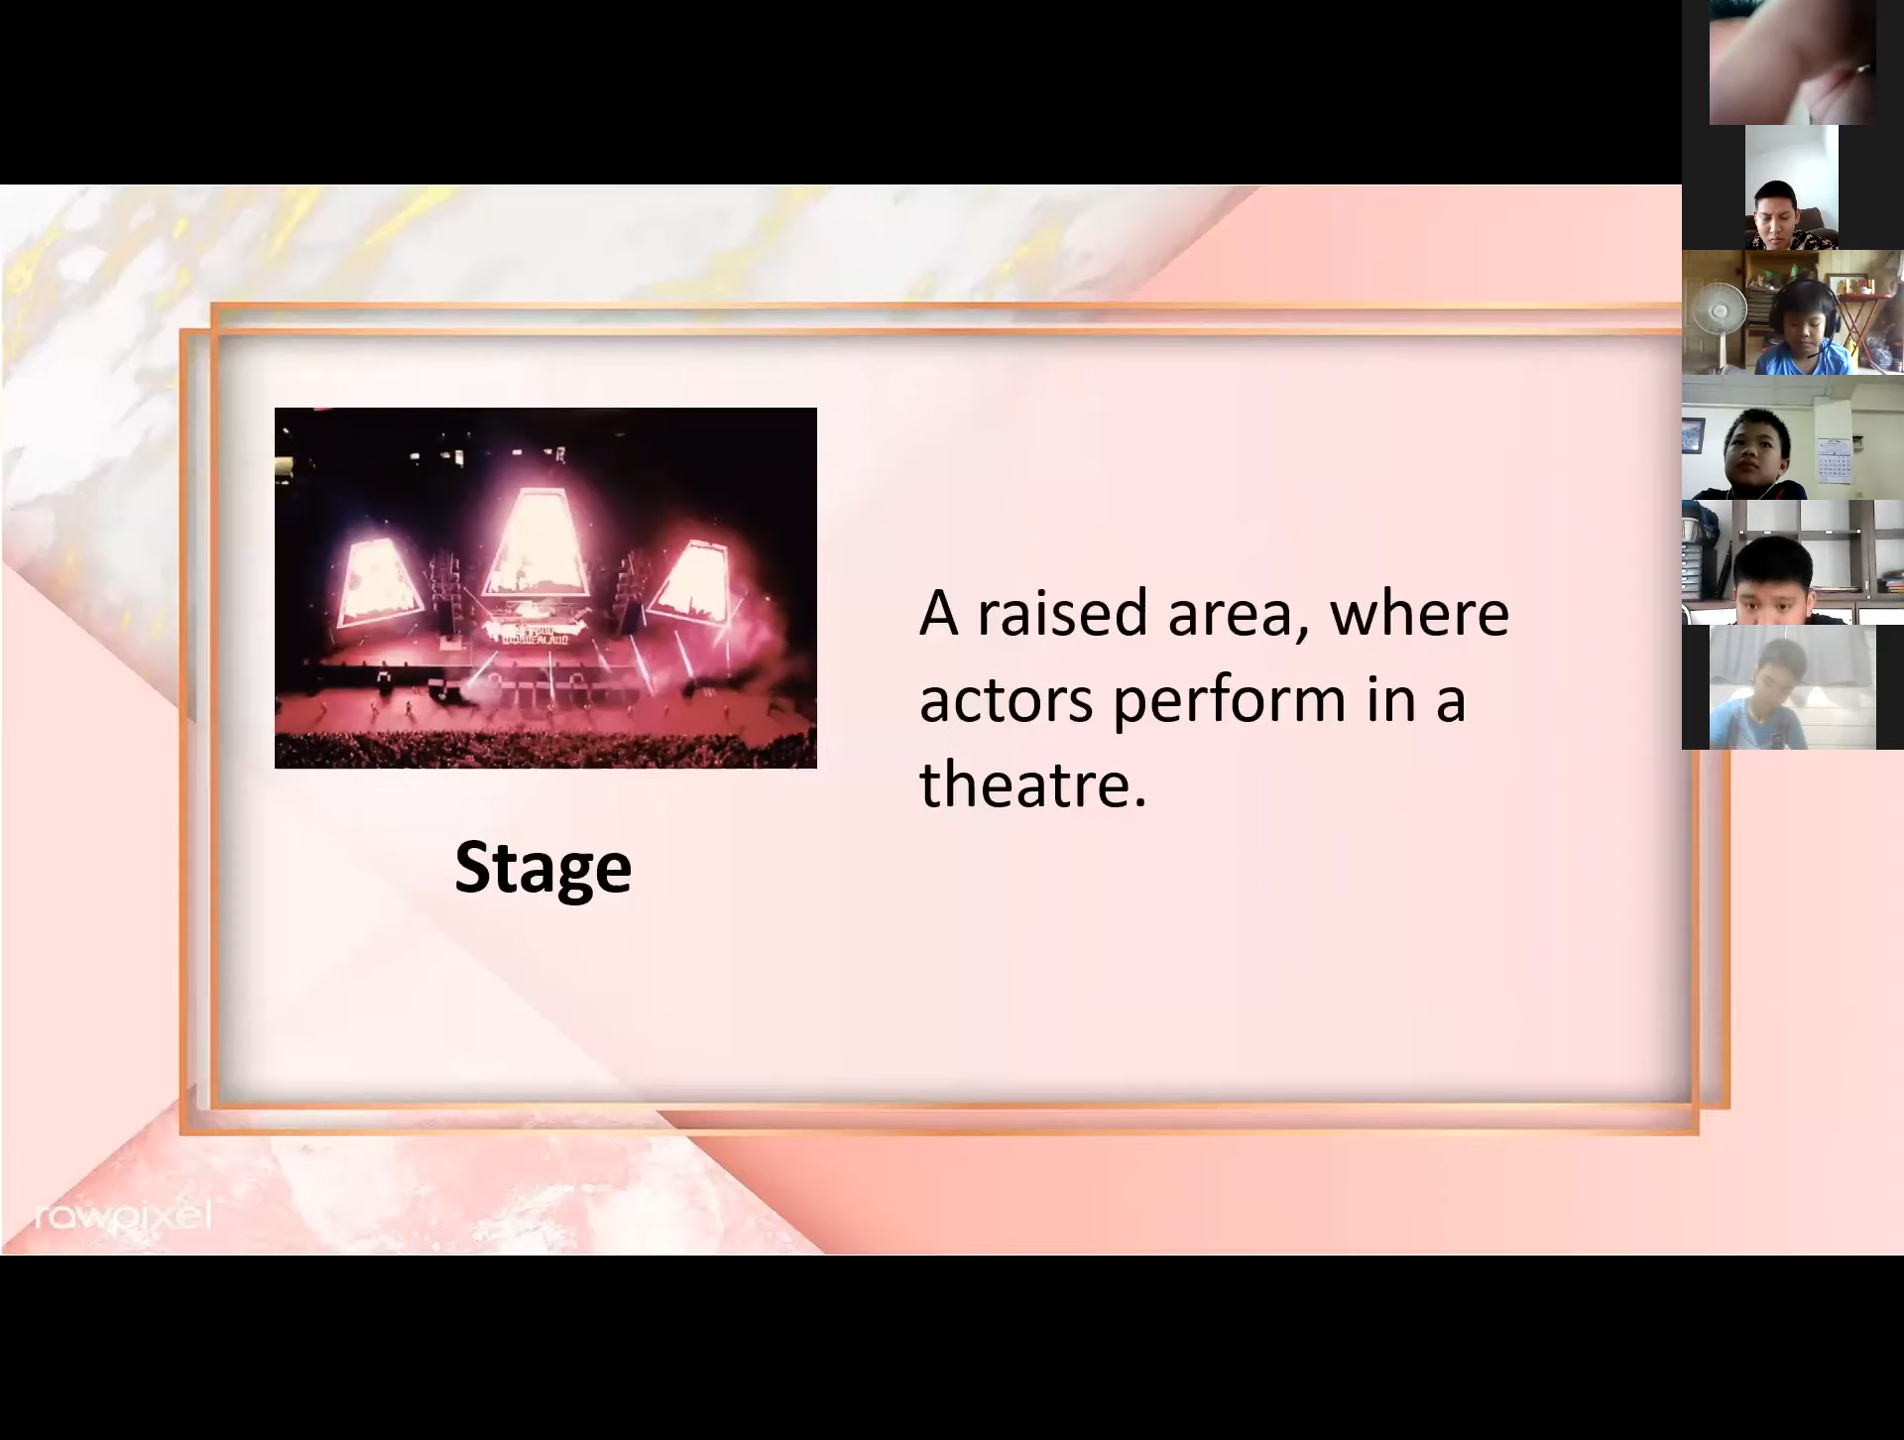 A raised area, where
actors perform in a
theatre.
Stage
rawpixel